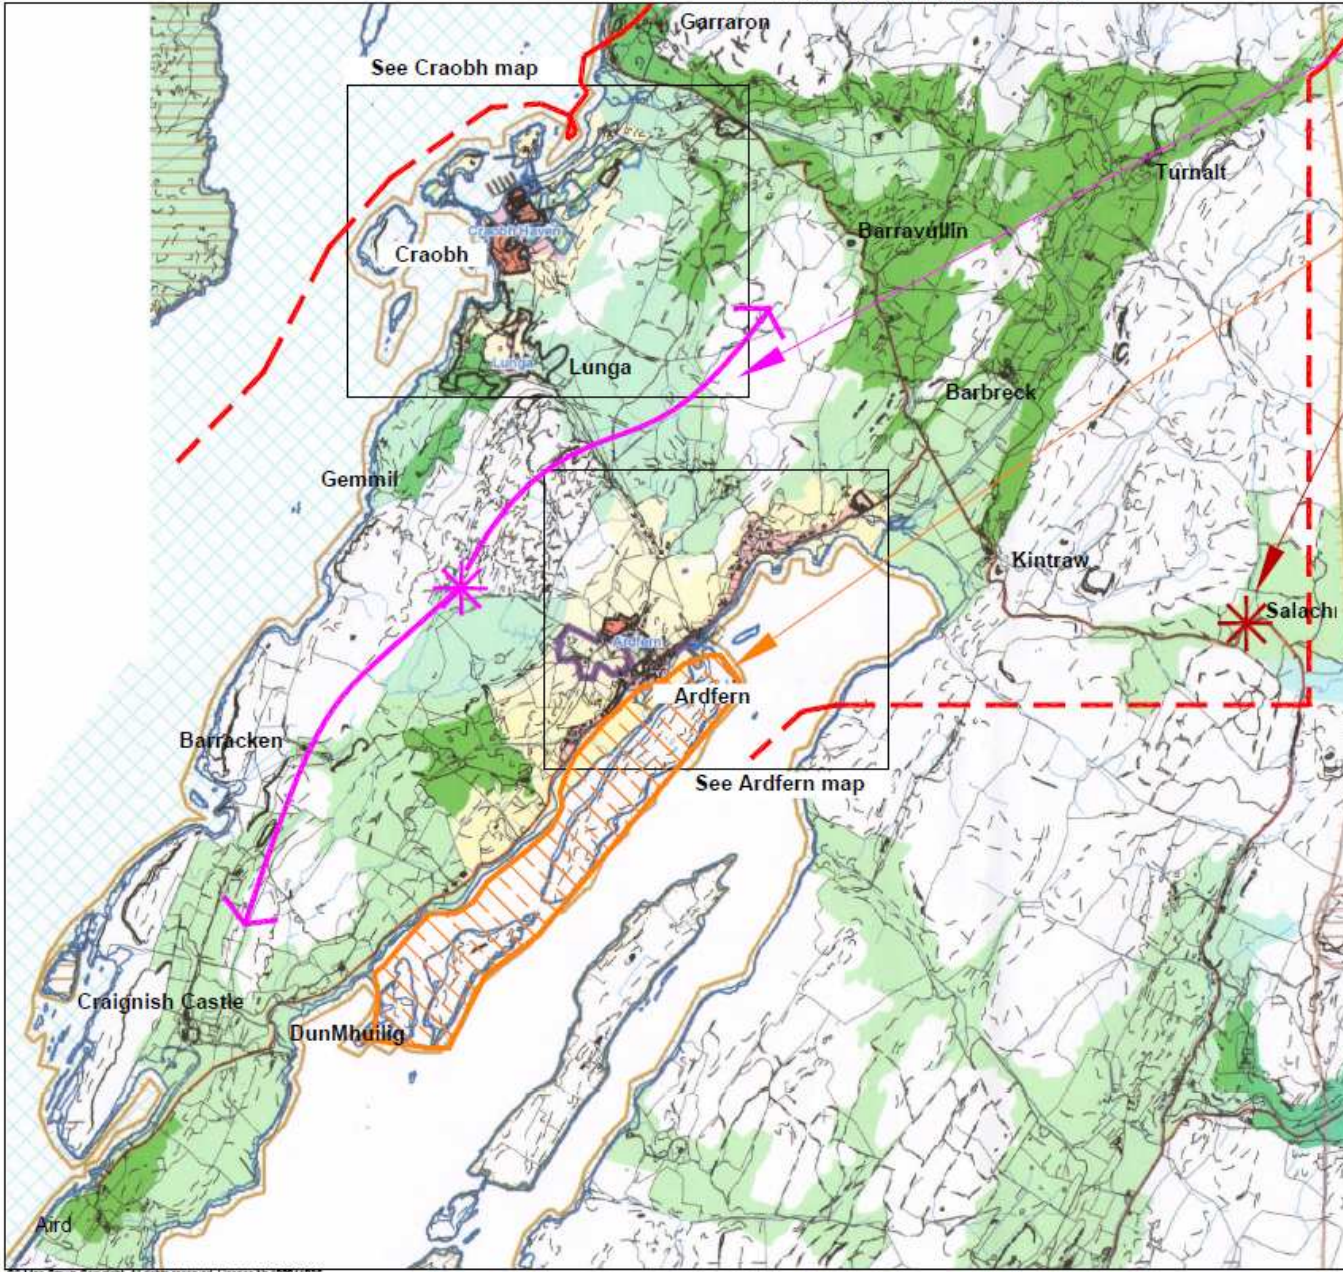 Garraron
See Craobh map
Turnalt
Barravullin
Craobh Haven
Craobh
Lunga
Lunga
Barbreck
Gemmil
Kintraw
Salachi
Ardfern
Ardfern
Barracken
See Ardfern map
Craignish Castle
DunMhuilig
Aird